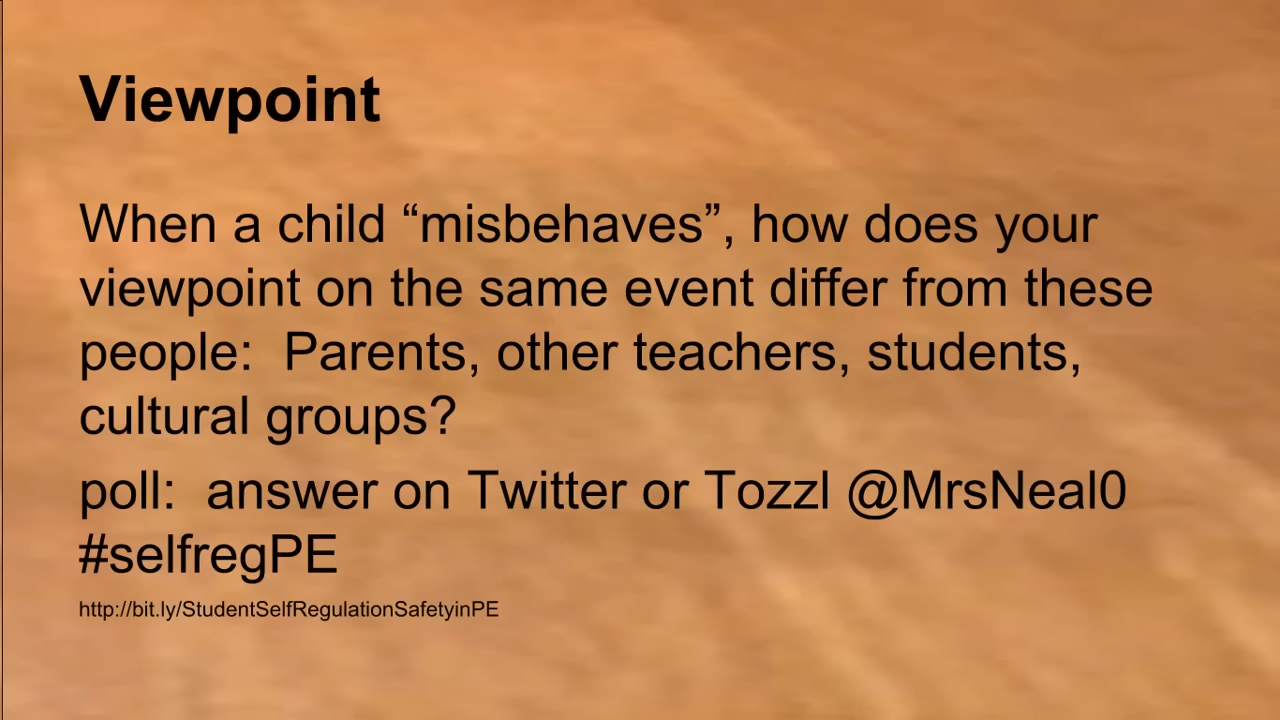 Viewpoint
When a child “misbehaves”, how does your
viewpoint on the same event differ from these
people:  Parents, other teachers, students,
cultural groups?
poll:  answer on Twitter or Tozzl @MrsNeal0
#selfregPE
http://bit.ly/StudentSelfRegulationSafetyinPE